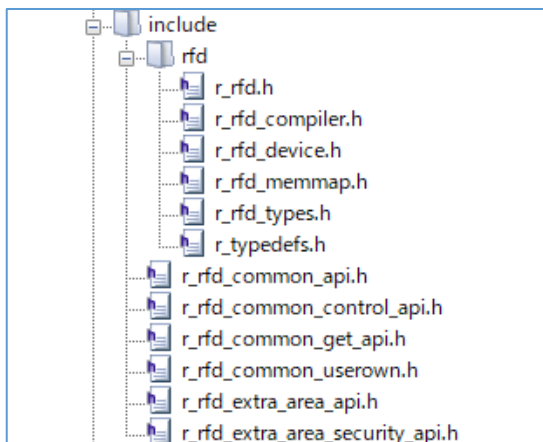 include
rfd
r_rfd.h
r_rfd_compiler.h
r_rfd_device.h
r_rfd_memmap.h
r_rfd_types.h
r_typedefs.h
r_rfd_common_api.h
r_rfd_common_control_api.h
r_rfd_common_get_api.h
r_rfd_common_userown.h
r_rfd_extra_area_api.h
r_rfd_extra_area_security_api.h